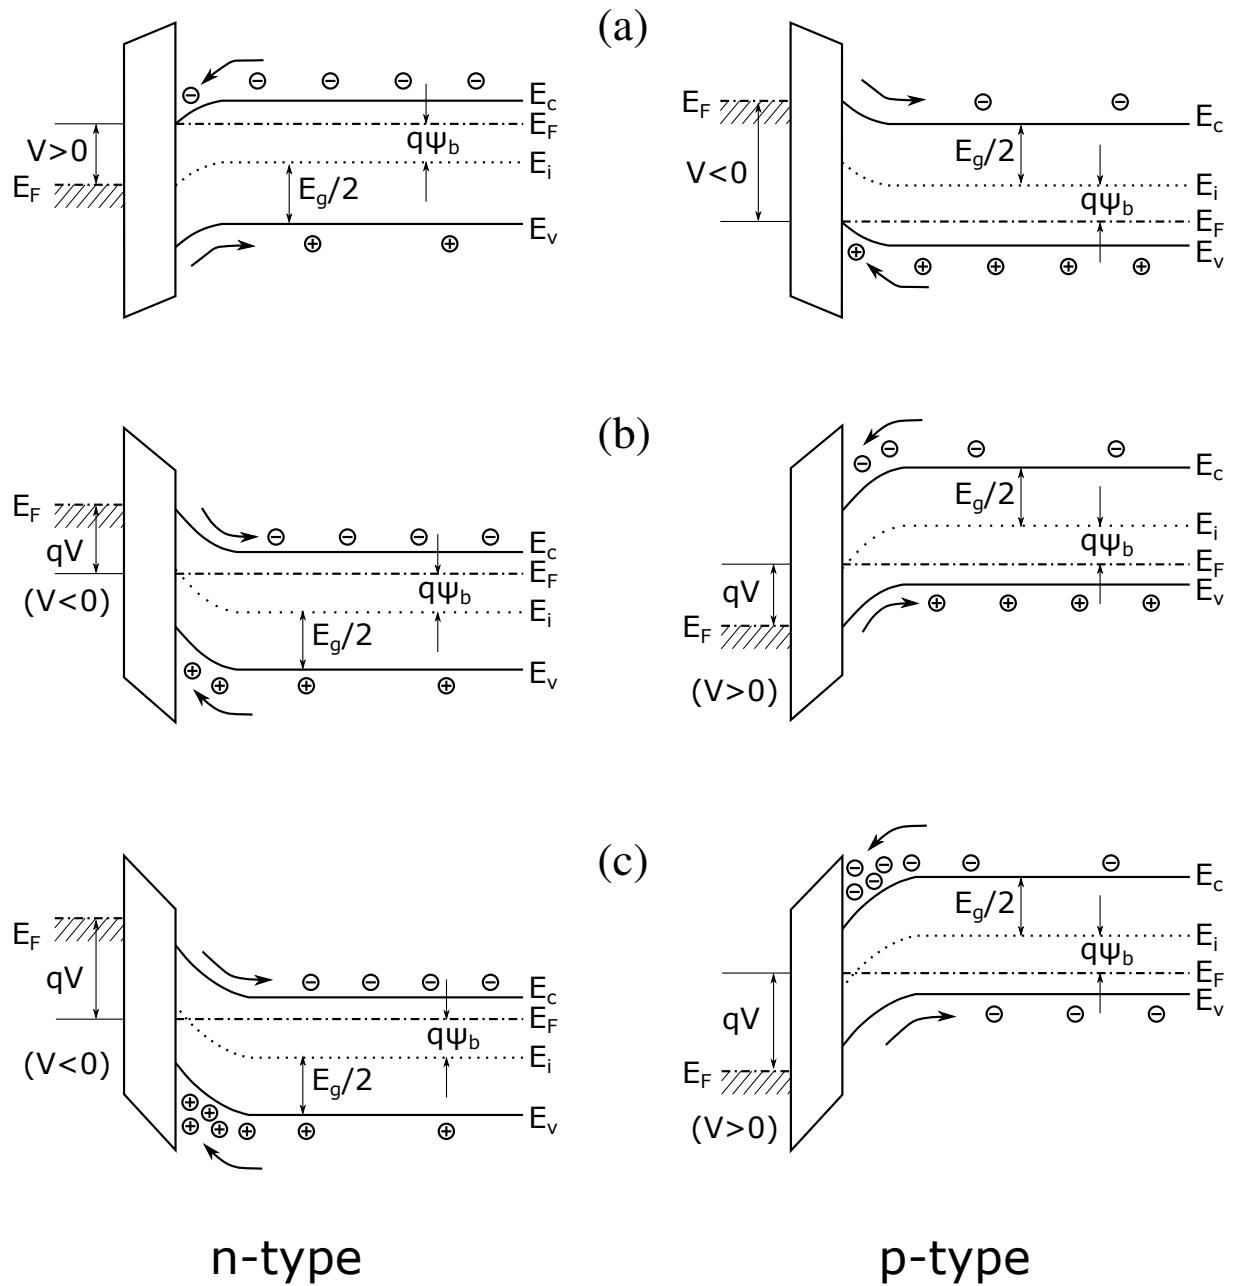 (a)
E_c
E_F
V>0
qψ_b
E_i
E_F
E_g/2
E_v
E_F
E_c
E_g/2
V<0
E_i
qψ_b
E_F
E_v
(b)
E_F
qV
E_c
E_F
(V<0)
qψ_b
E_i
E_g/2
E_v
E_c
E_g/2
E_i
qψ_b
E_F
qV
E_v
E_F
(V>0)
(c)
E_F
qV
E_c
E_F
qψ_b
(V<0)
E_i
E_g/2
E_v
E_c
E_g/2
E_i
qψ_b
E_F
E_v
qV
E_F
(V>0)
n-type
p-type